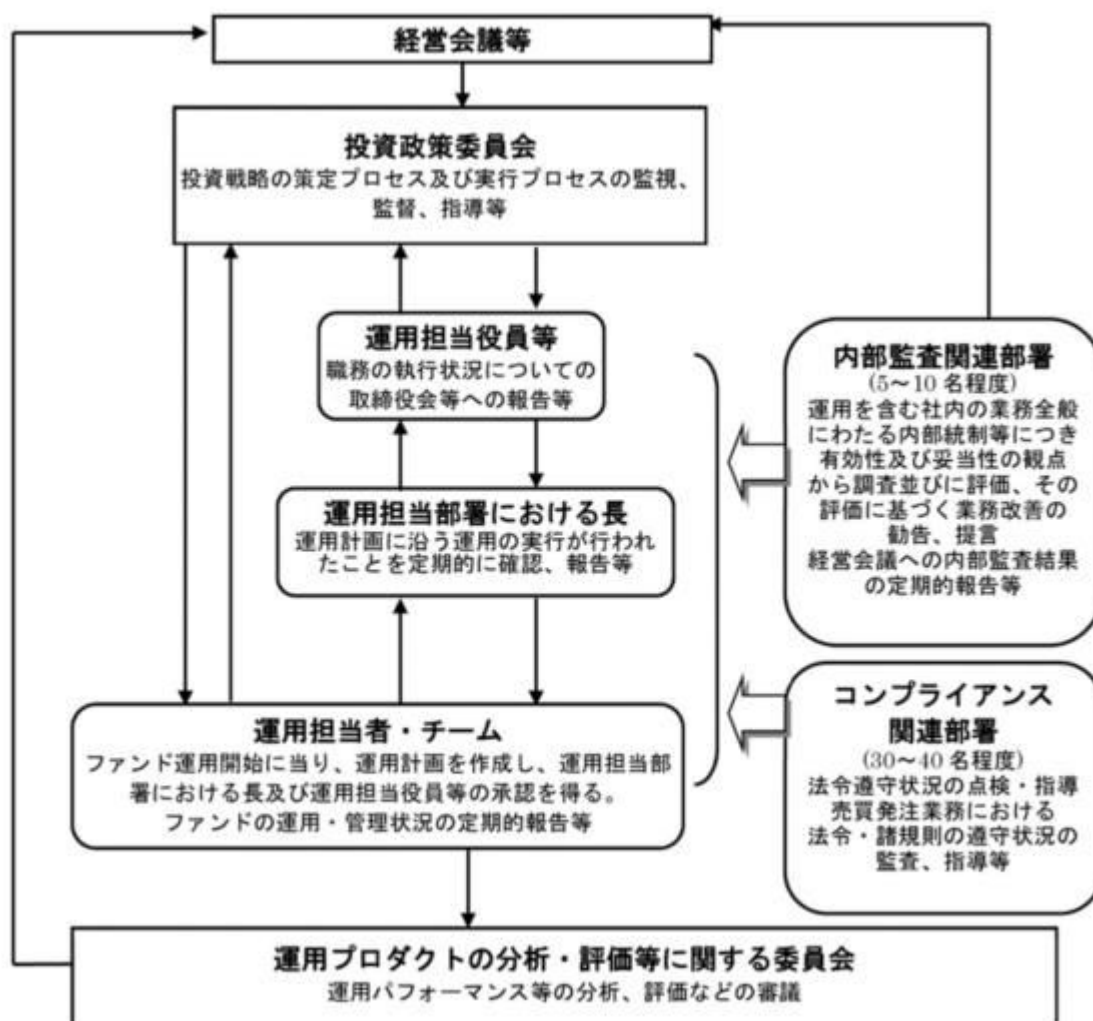 経営会議等
投資政策委員会
投資戦略の策定プロセス及び実行プロセスの監視、
監督、指導等
運用担当役員等
職務の執行状況についての
取締役会等への報告等
運用担当部署における長
運用計画に沿う運用の実行が行われ
たことを定期的に確認、報告等
運用担当者・チーム
ファンド運用開始に当り、運用計画を作成し、運用担当部
署における長及び運用担当役員等の承認を得る。
ファンドの運用・管理状況の定期的報告等
内部監査関連部署
(5～10 名程度)
運用を含む社内の業務全般
にわたる内部統制等につき
有効性及び妥当性の観点
から調査並びに評価、その
評価に基づく業務改善の
勧告、提言
経営会議への内部監査結果
の定期的報告等
コンプライアンス
関連部署
(30～40 名程度)
法令遵守状況の点検・指導
売買発注業務における
法令・諸規則の遵守状況の
監査、指導等
運用プロダクトの分析・評価等に関する委員会
運用パフォーマンス等の分析、評価などの審議